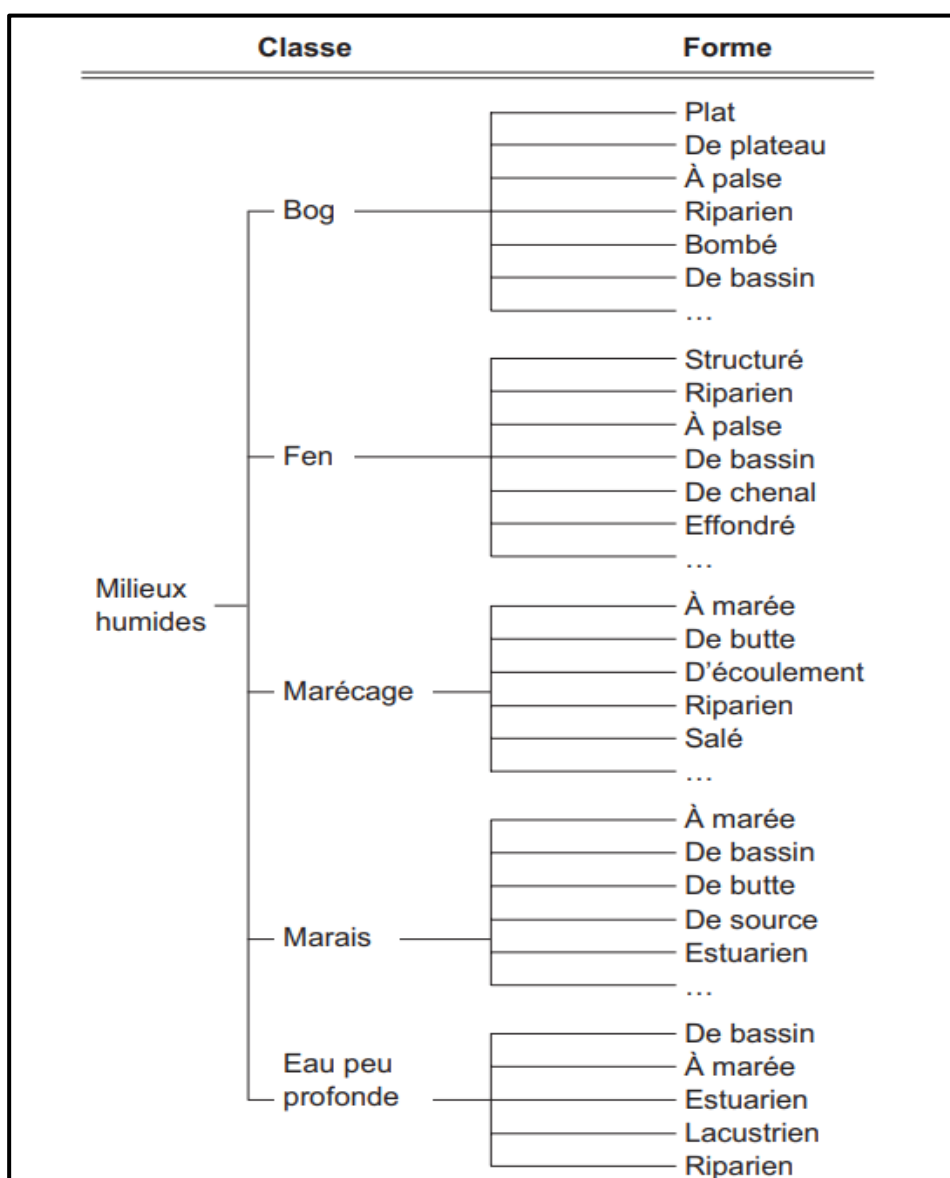 Classe Forme
Plat
De plateau
À palse
Bog Riparien
Bombé
De bassin
…
Structuré
Riparien
À palse
Fen De bassin
De chenal
Effondré
…
Milieux
humides
À marée
De butte
D'écoulement
Marécage Riparien
Salé
…
À marée
De bassin
De butte
Marais De source
Estuarien
…
Eau peu
profonde
De bassin
À marée
Estuarien
Lacustrien
Riparien